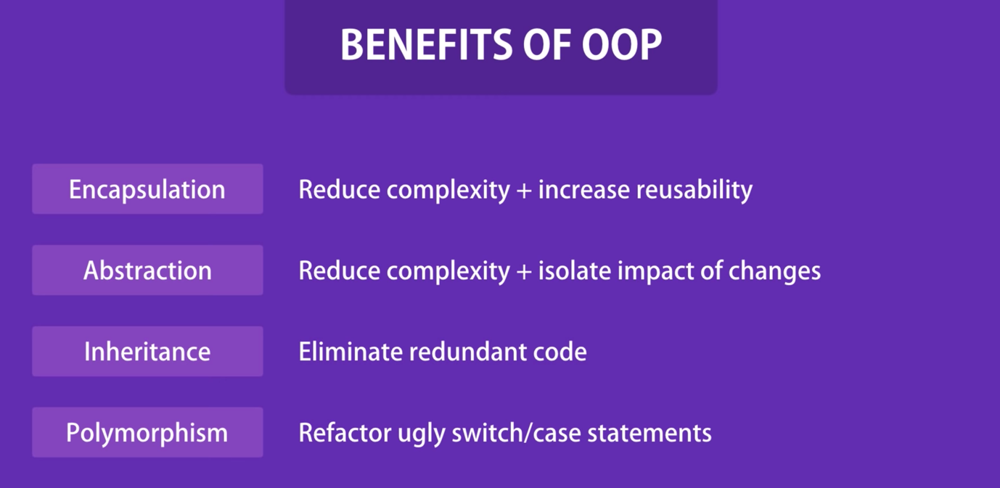 BENEFITS OF OOP
Encapsulation Reduce complexity + increase reusability
Abstraction Reduce complexity + isolate impact of changes
Inheritance Eliminate redundant code
Polymorphism Refactor ugly switch/case statements